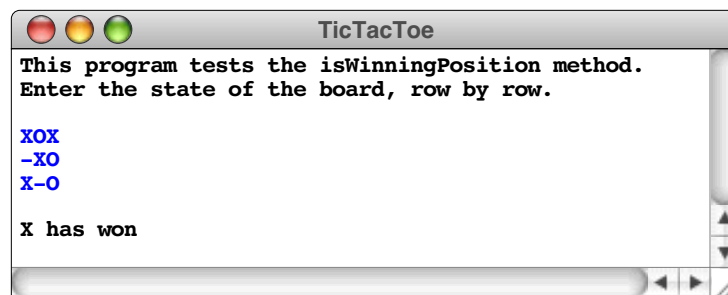 TicTacToe
This program tests the isWinningPosition method.
Enter the state of the board, row by row.
XOX
-XO
X-O
X has won